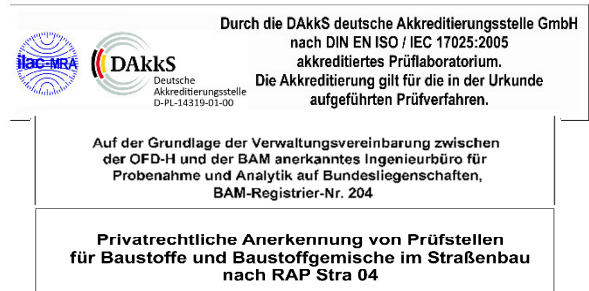 Durch die DAkkS deutsche Akkreditierungsstelle GmbH
nach DIN EN ISO / IEC 17025:2005
akkreditiertes Prüflaboratorium.
Die Akkreditierung gilt für die in der Urkunde
aufgeführten Prüfverfahren.
ilac-MRA
DAkkS
Deutsche
Akkreditierungsstelle
D-PL-14319-01-00
Auf der Grundlage der Verwaltungsvereinbarung zwischen
der OFD-H und der BAM anerkanntes Ingenieurbüro für
Probenahme und Analytik auf Bundesliegenschaften,
BAM-Registrier-Nr. 204
Privatrechtliche Anerkennung von Prüfstellen
für Baustoffe und Baustoffgemische im Straßenbau
nach RAP Stra 04